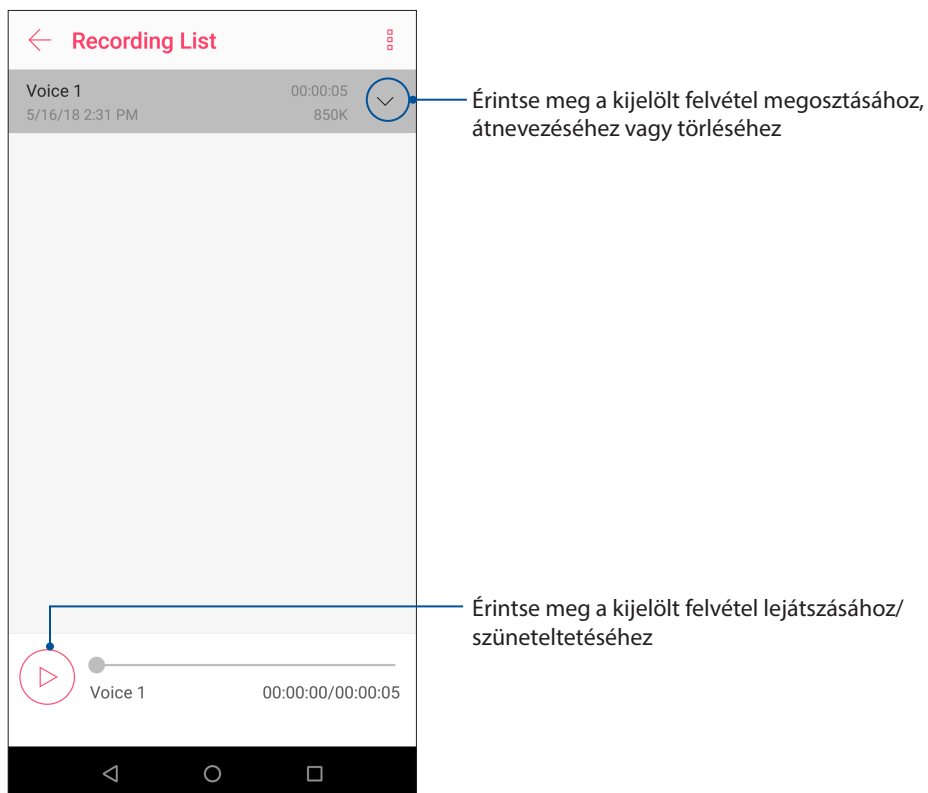 Recording List
Voice 1 00:00:05
5/16/18 2:31 PM 850K
Érintse meg a kijelölt felvétel megosztásához,
átnevezéséhez vagy törléséhez
Érintse meg a kijelölt felvétel lejátszásához/
szüneteltetéséhez
Voice 1 00:00:00/00:00:05